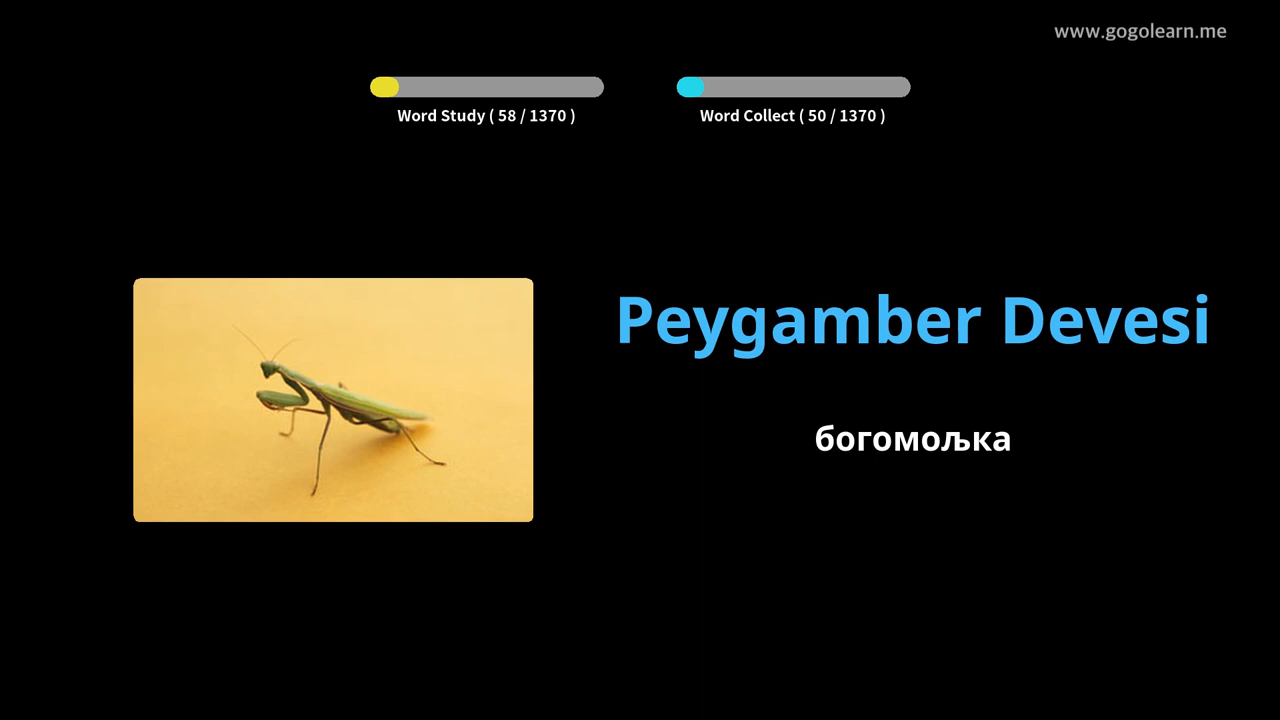 www.gogolearn.me
Word Study ( 58 / 1370 )
Word Collect ( 50 / 1370 )
Peygamber Devesi
богомољка